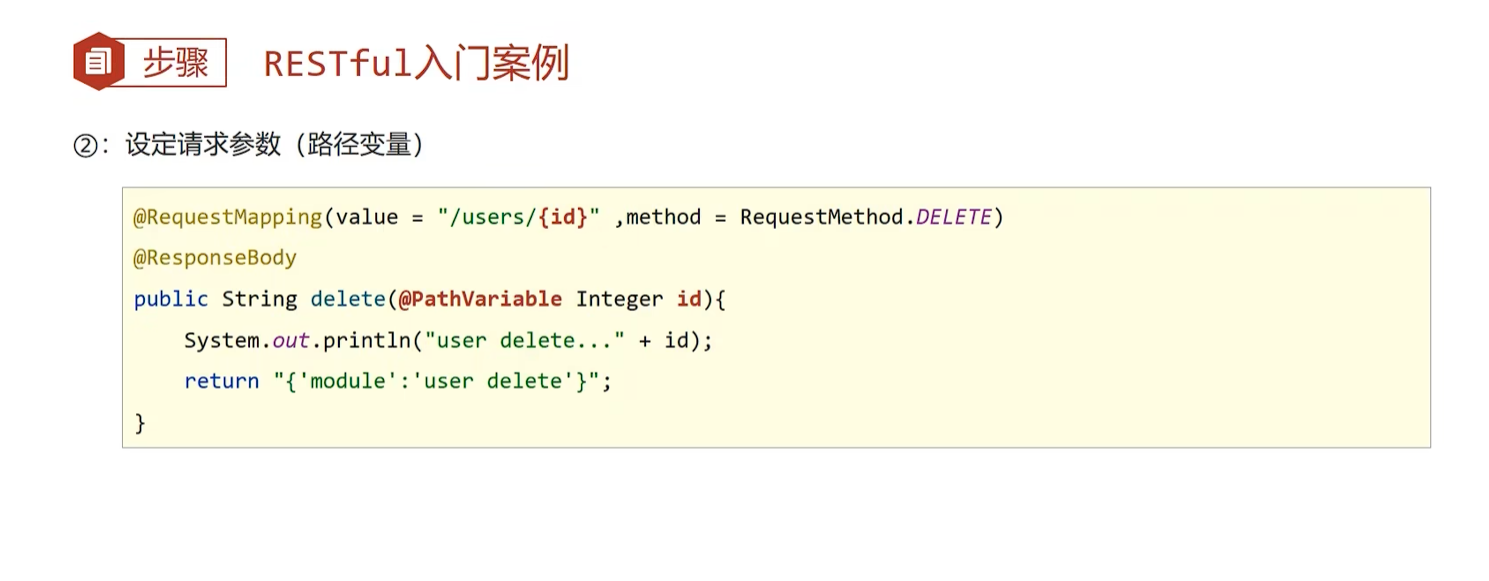 步骤 RESTful入门案例
②：设定请求参数（路径变量）
@RequestMapping(value = "/users/{id}" ,method = RequestMethod.DELETE)
@ResponseBody
public String delete(@PathVariable Integer id){
    System.out.println("user delete..." + id);
    return "{'module':'user delete'}";
}